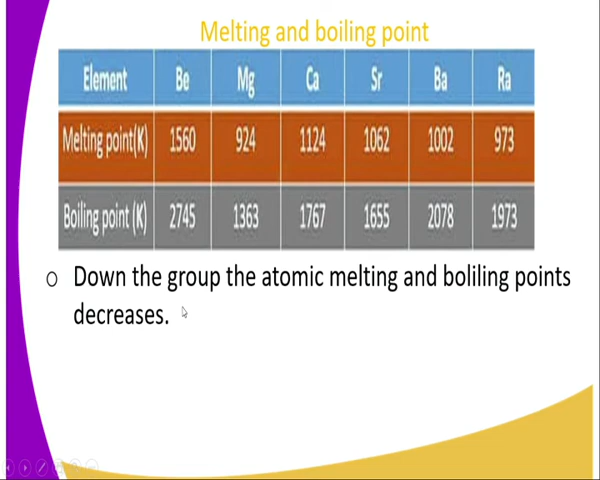 Melting and boiling point
Element Be Mg Ca Sr Ba Ra
Melting point(K) 1560 924 1124 1062 1002 973
Boiling point (K) 2745 1363 1767 1655 2078 1973
o Down the group the atomic melting and boliling points
decreases.